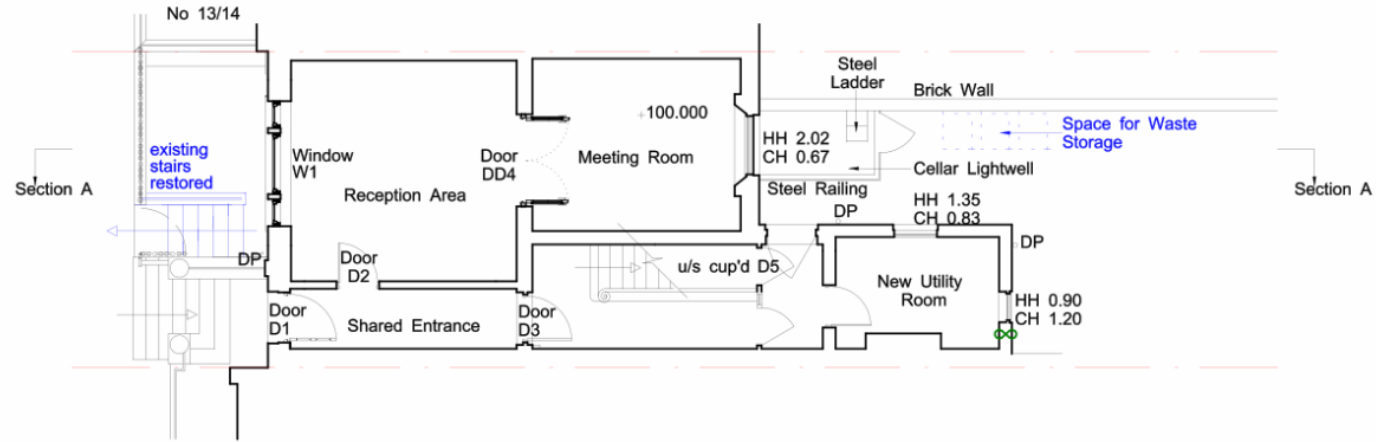 No 13/14
Steel
Ladder
Brick Wall
100.000
Space for Waste
Storage
HH 2.02
CH 0.67
existing
stairs
restored
Window
W1
Door
DD4
Meeting Room
Cellar Lightwell
Section A
Section A
Reception Area
Steel Railing
HH 1.35
CH 0.83
DP
DP
DP
Door
D2
u/s cup'd D5
New Utility
Room
HH 0.90
CH 1.20
Door
D1
Shared Entrance
Door
D3